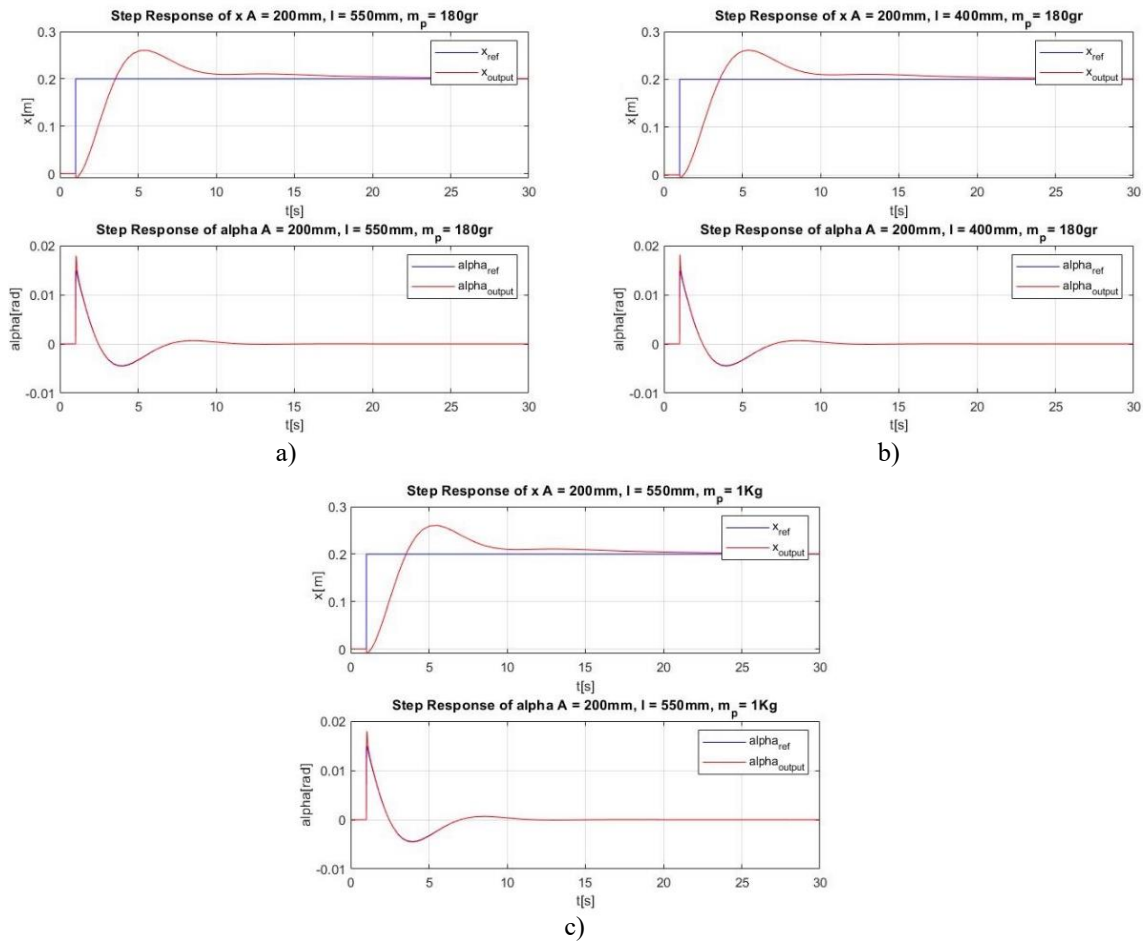 Step Response of x A = 200mm, l = 550mm, m_p = 180gr
0.3
0.2
0.1
0
x[m]
x_ref
x_output
0 5 10 15 20 25 30
t[s]
Step Response of alpha A = 200mm, l = 550mm, m_p = 180gr
0.02
0.01
0
-0.01
alpha[rad]
alpha_ref
alpha_output
0 5 10 15 20 25 30
t[s]
a)
Step Response of x A = 200mm, l = 400mm, m_p = 180gr
0.3
0.2
0.1
0
x[m]
x_ref
x_output
0 5 10 15 20 25 30
t[s]
Step Response of alpha A = 200mm, l = 400mm, m_p = 180gr
0.02
0.01
0
-0.01
alpha[rad]
alpha_ref
alpha_output
0 5 10 15 20 25 30
t[s]
b)
Step Response of x A = 200mm, l = 550mm, m_p = 1Kg
0.3
0.2
0.1
0
x[m]
x_ref
x_output
0 5 10 15 20 25 30
t[s]
Step Response of alpha A = 200mm, l = 550mm, m_p = 1Kg
0.02
0.01
0
-0.01
alpha[rad]
alpha_ref
alpha_output
0 5 10 15 20 25 30
t[s]
c)